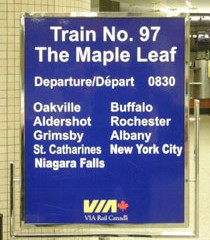 Train No. 97
The Maple Leaf
Departure/Départ 0830
Oakville Buffalo
Aldershot Rochester
Grimsby Albany
St. Catharines New York City
Niagara Falls
VIA
VIA Rail Canada